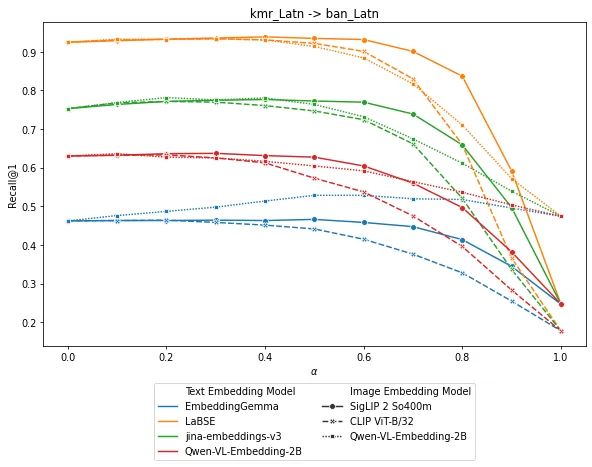 kmr_Latn -> ban_Latn
Recall@1
0.9
0.8
0.7
0.6
0.5
0.4
0.3
0.2
0.0 0.2 0.4 0.6 0.8 1.0
α
Text Embedding Model Image Embedding Model
EmbeddingGemma SigLIP 2 So400m
LaBSE CLIP ViT-B/32
jina-embeddings-v3 Qwen-VL-Embedding-2B
Qwen-VL-Embedding-2B